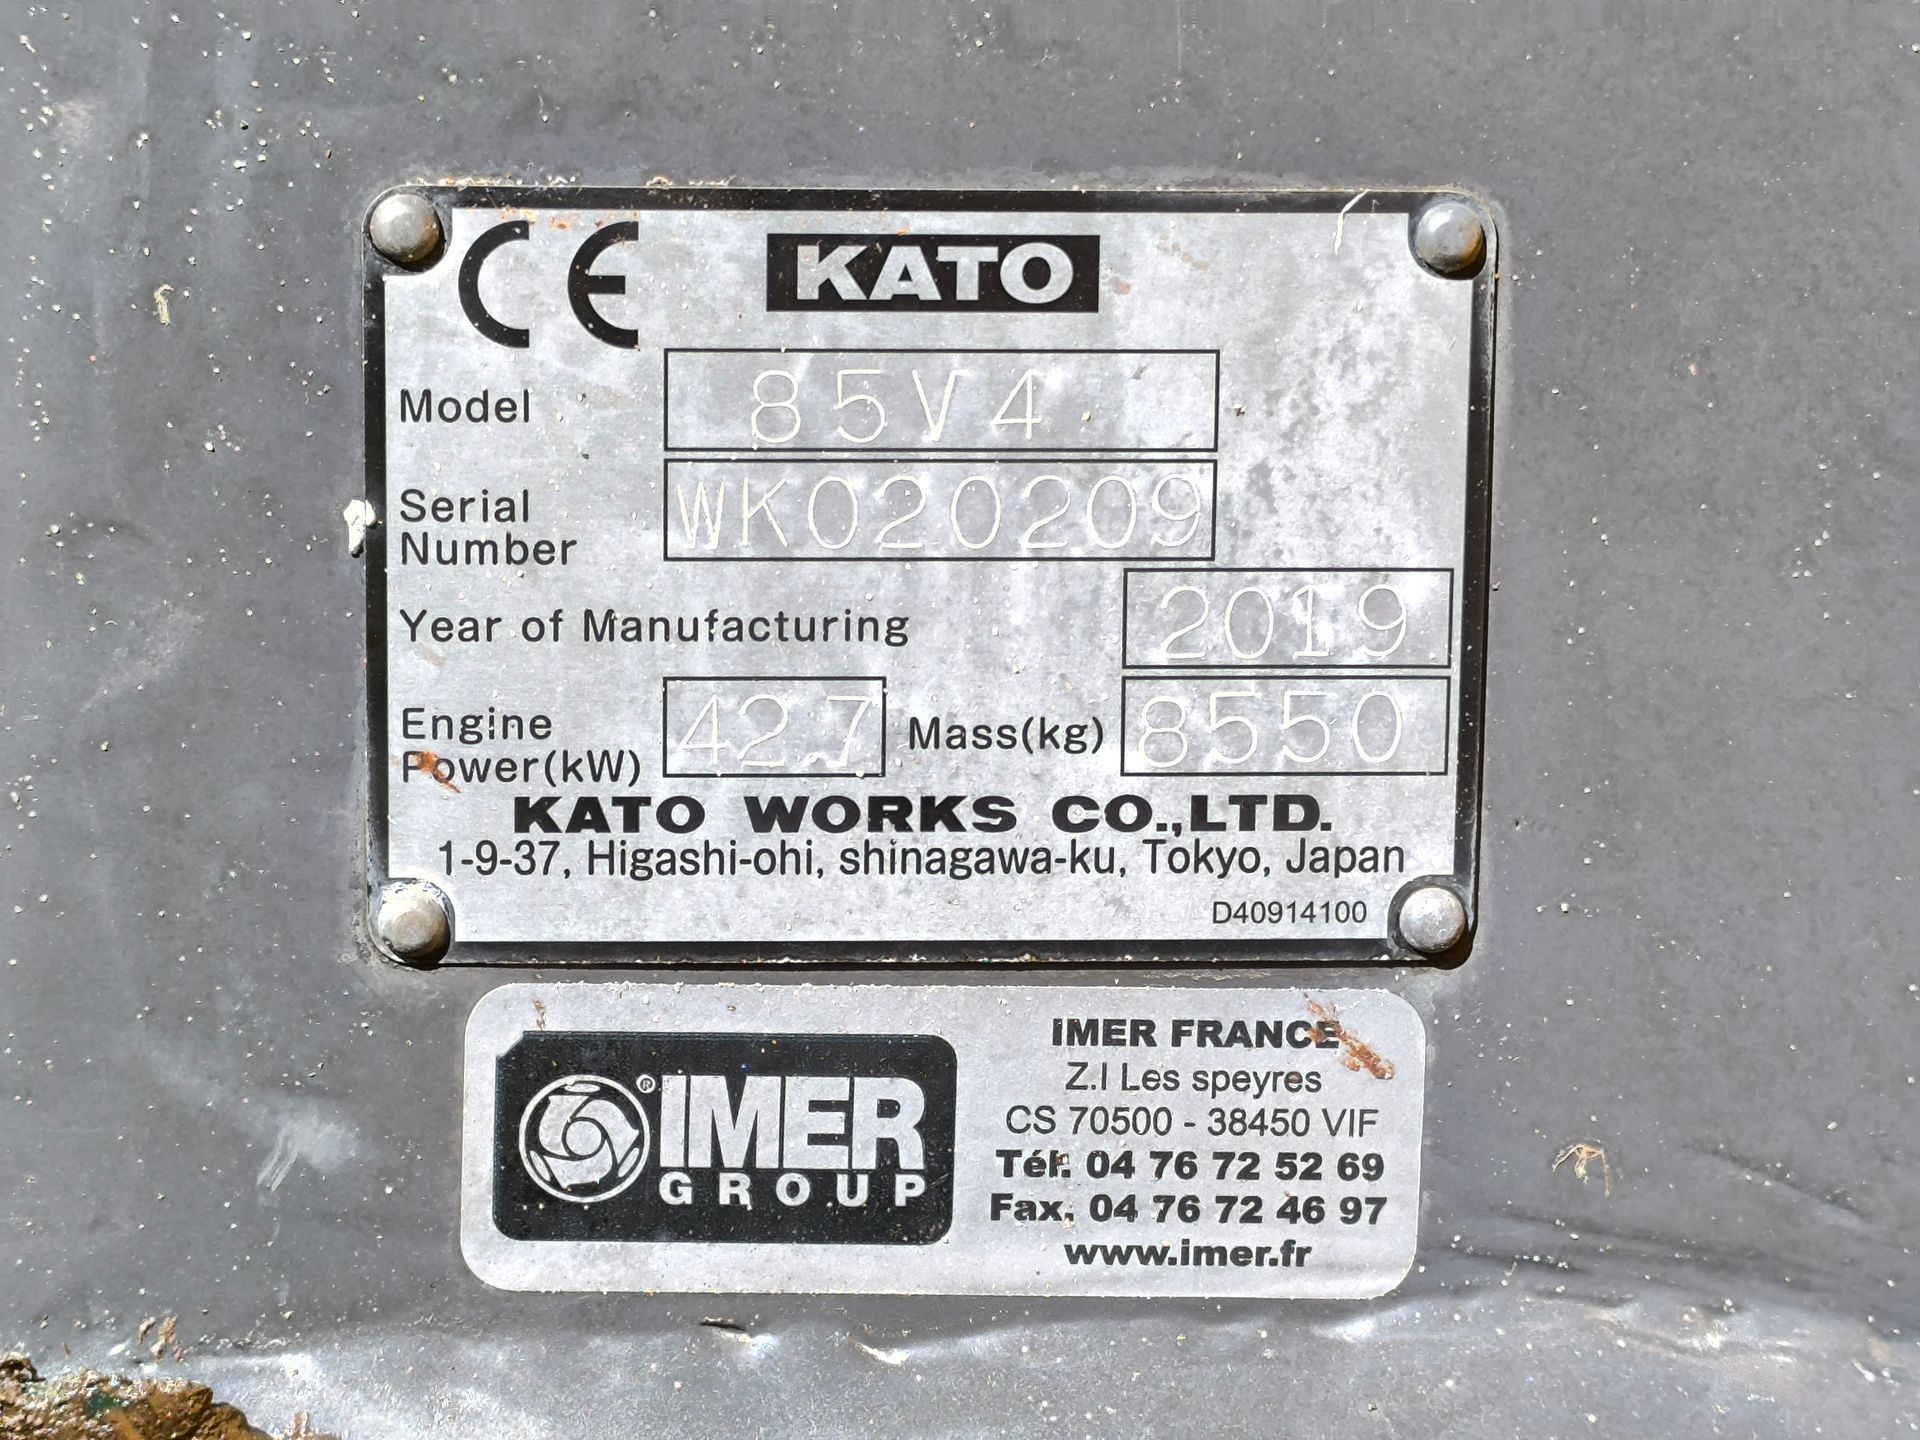 CE KATO
Model 85V4
Serial Number WK020209
Year of Manufacturing 2019
Engine Power(kW) 42.7 Mass(kg) 8550
KATO WORKS CO.,LTD.
1-9-37, Higashi-ohi, shinagawa-ku, Tokyo, Japan
D40914100
®IMER
GROUP
IMER FRANCE
Z.I Les speyres
CS 70500 - 38450 VIF
Tél. 04 76 72 52 69
Fax. 04 76 72 46 97
www.imer.fr